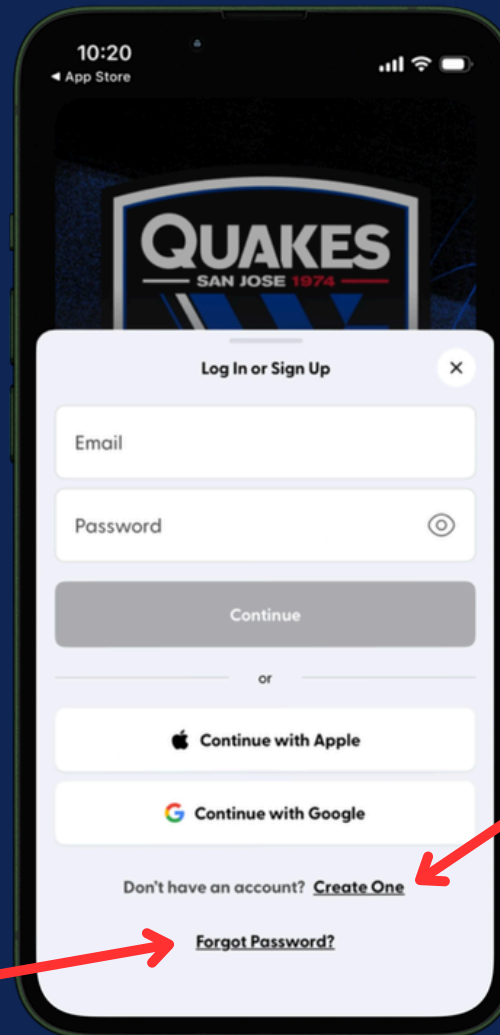 10:20
◀ App Store
QUAKES
SAN JOSE 1974
Log In or Sign Up
Email
Password
Continue
or
Continue with Apple
Continue with Google
Don't have an account? Create One
Forgot Password?